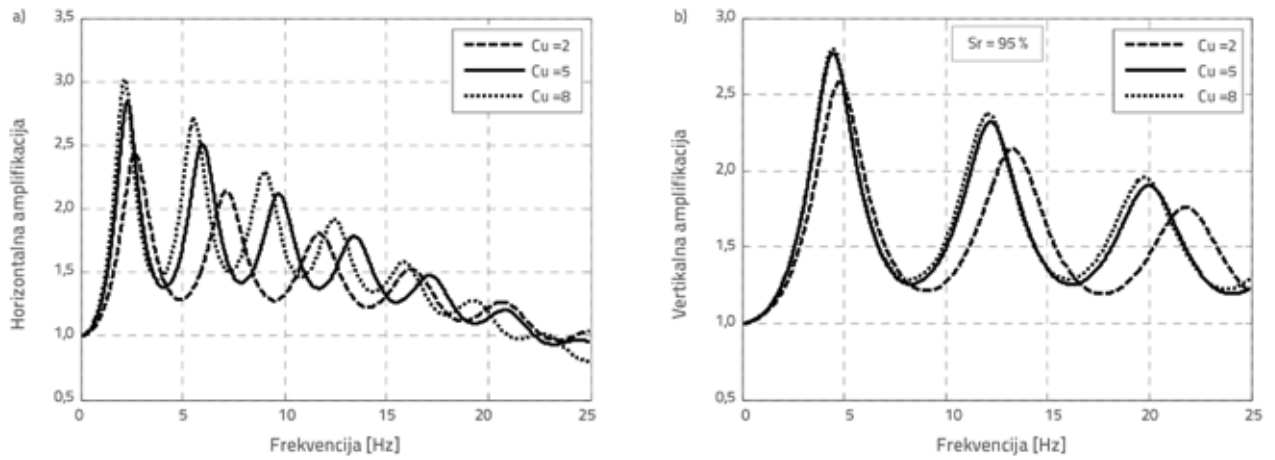 a)
3,5
3,0
2,5
2,0
1,5
1,0
0,5
Horizontalna amplifikacija
Cu =2
Cu =5
Cu =8
0 5 10 15 20 25
Frekvencija [Hz]
b)
3,0
2,5
2,0
1,5
1,0
0,5
Vertikalna amplifikacija
Sr = 95 %
Cu =2
Cu =5
Cu =8
0 5 10 15 20 25
Frekvencija [Hz]